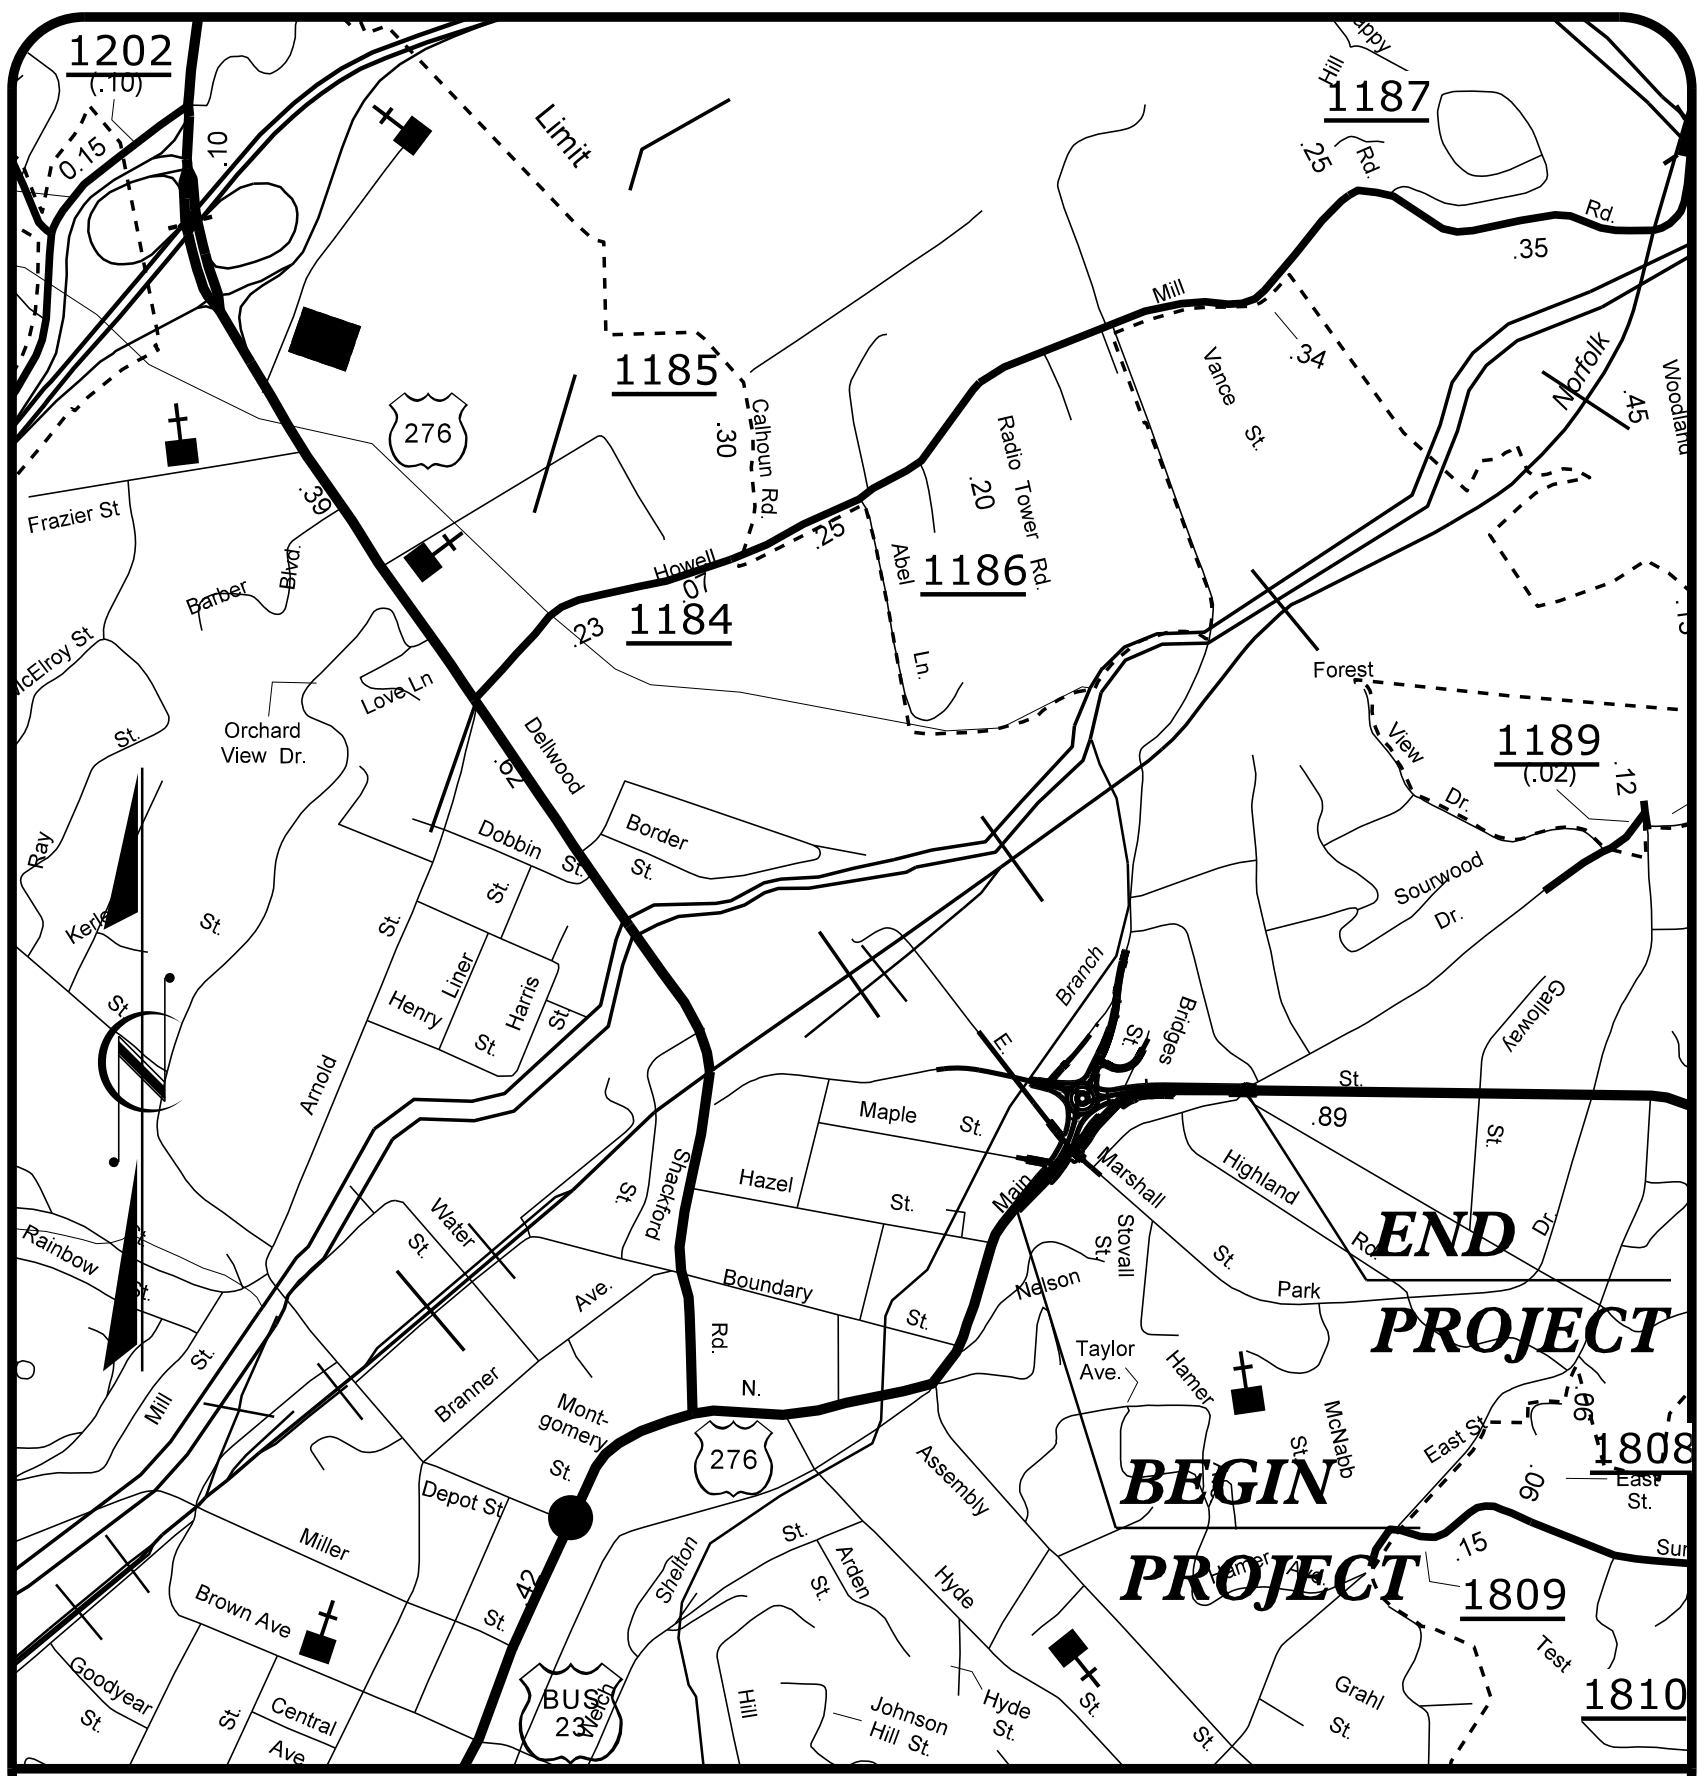 1202
(.10)
0.15
.10
Limit
Hill
1187
.25
Rd.
Rd.
.35
Mill
.34
Vance
St.
Norfolk
.45
Woodland
1185
276
.30
Calhoun Rd.
Radio Tower Rd.
.20
.39
Frazier St
Barber
Blvd.
Howell
.07
.25
Abel
Ln.
1186
1184
.23
McElroy St
Love Ln
Forest
View
Dr.
1189
(.02)
.12
Orchard
View Dr.
St.
Dellwood
.62
Ray
St.
Dobbin
St.
Border
St.
Sourwood
Dr.
St.
St.
St.
Liner
St.
Henry
St.
Harris
St.
Arnold
Branch
E.
St.
Bridges
Galloway
St.
St.
.89
Maple
St.
Marshall
St.
Highland
Rd.
Dr.
Hazel
St.
Main
Shackford
St.
Rd.
Water
St.
Rainbow
St.
St.
Boundary
St.
Nelson
Stovall
St.
Park
END
PROJECT
Ave.
Taylor
Ave.
Hamer
McNabb
St.
Mill
St.
Branner
N.
Mont-
gomery
St.
276
East St
.06
1808
East
St.
.06
Assembly
St.
BEGIN
PROJECT
Depot St
Miller
St.
Brown Ave
.42
Shelton
St.
Arden
St.
Hyde
Hamer Ave.
.15
1809
Sur
Test
1810
Goodyear
St.
St.
Central
Ave
BUS
23
Welch
Hill
Johnson
Hill St.
Hyde
St.
St.
Grahl
St.